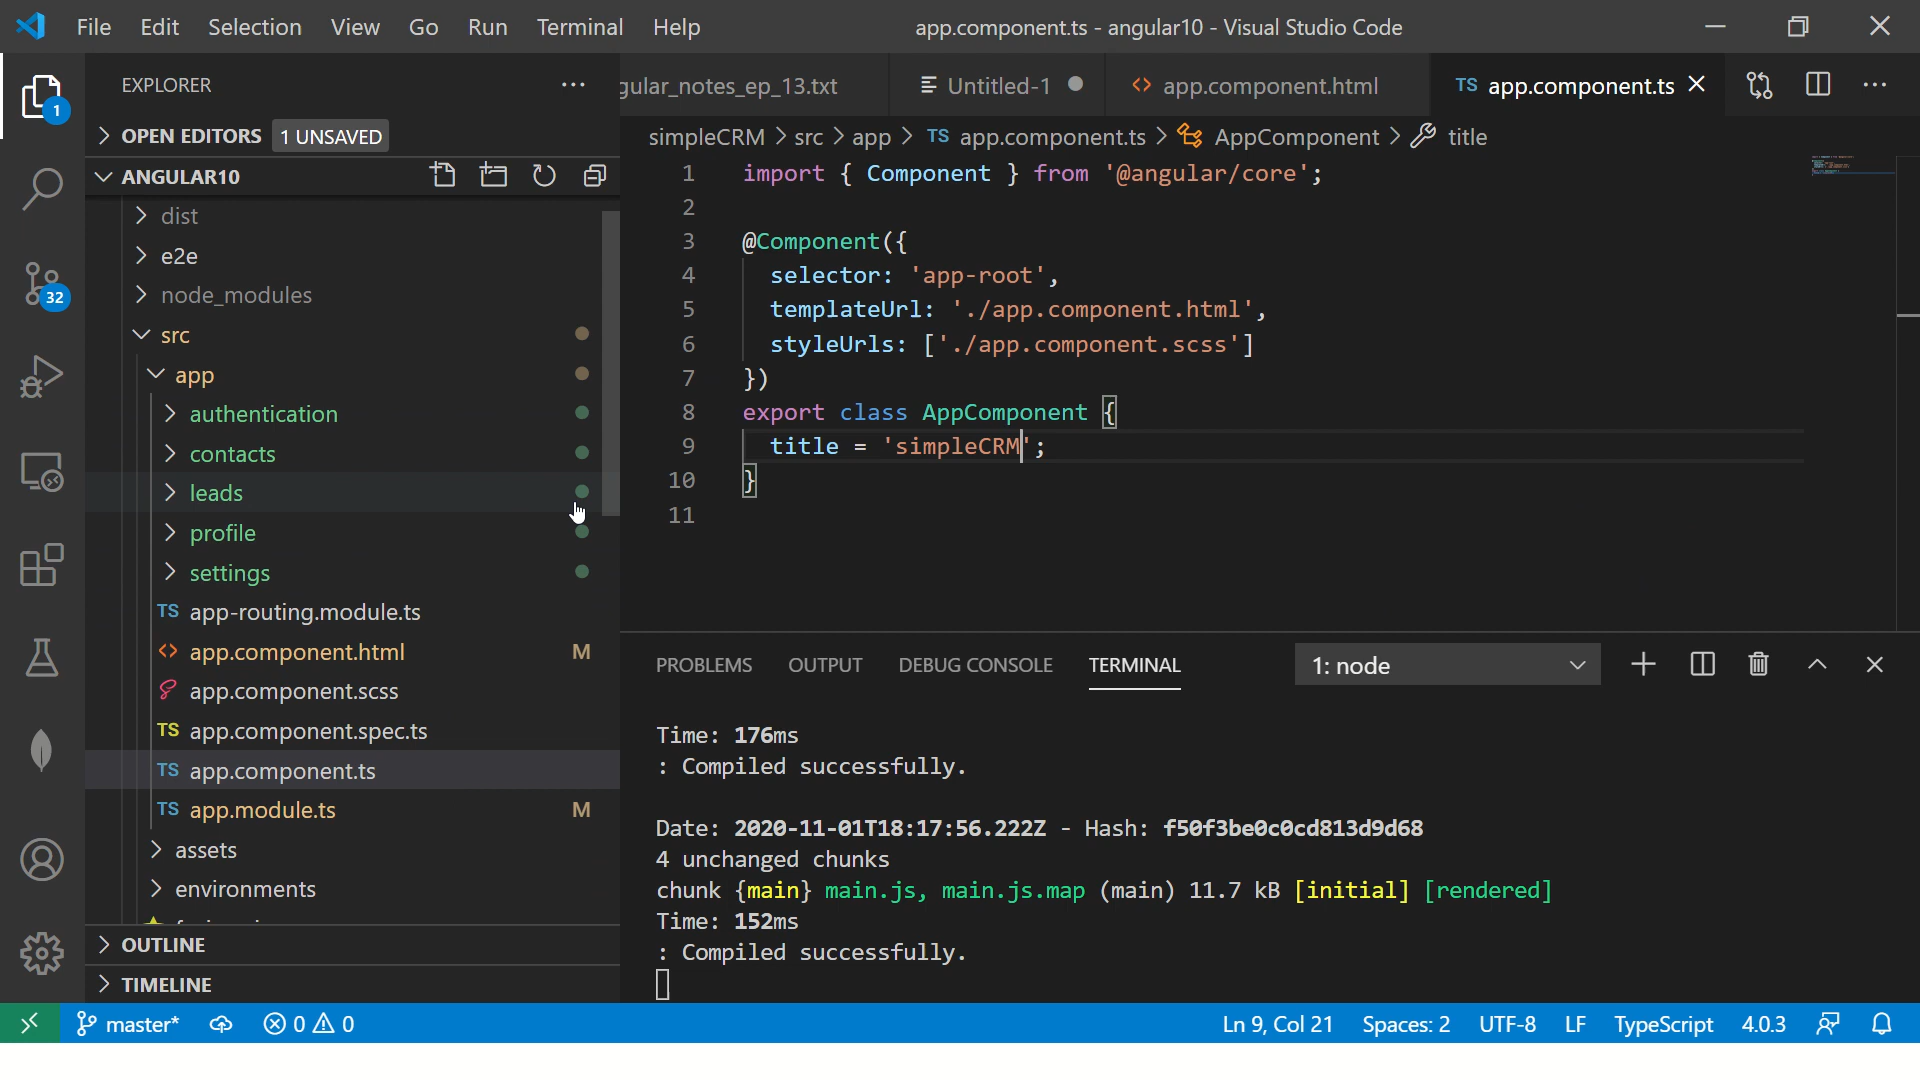 File Edit Selection View Go Run Terminal Help app.component.ts - angular10 - Visual Studio Code
EXPLORER
OPEN EDITORS 1 UNSAVED
ANGULAR10
dist
e2e
node_modules
src
app
authentication
contacts
leads
profile
settings
TS app-routing.module.ts
<> app.component.html M
app.component.scss
TS app.component.spec.ts
TS app.component.ts
TS app.module.ts M
assets
environments
OUTLINE
TIMELINE
1
32
gular_notes_ep_13.txt Untitled-1 <> app.component.html TS app.component.ts
simpleCRM > src > app > TS app.component.ts > AppComponent > title
1 import { Component } from '@angular/core';
2
3 @Component({
4 selector: 'app-root',
5 templateUrl: './app.component.html',
6 styleUrls: ['./app.component.scss']
7 })
8 export class AppComponent {
9 title = 'simpleCRM';
10 }
11
PROBLEMS OUTPUT DEBUG CONSOLE TERMINAL 1: node
Time: 176ms
: Compiled successfully.
Date: 2020-11-01T18:17:56.222Z - Hash: f50f3be0c0cd813d9d68
4 unchanged chunks
chunk {main} main.js, main.js.map (main) 11.7 kB [initial] [rendered]
Time: 152ms
: Compiled successfully.
master* 0 0 Ln 9, Col 21 Spaces: 2 UTF-8 LF TypeScript 4.0.3